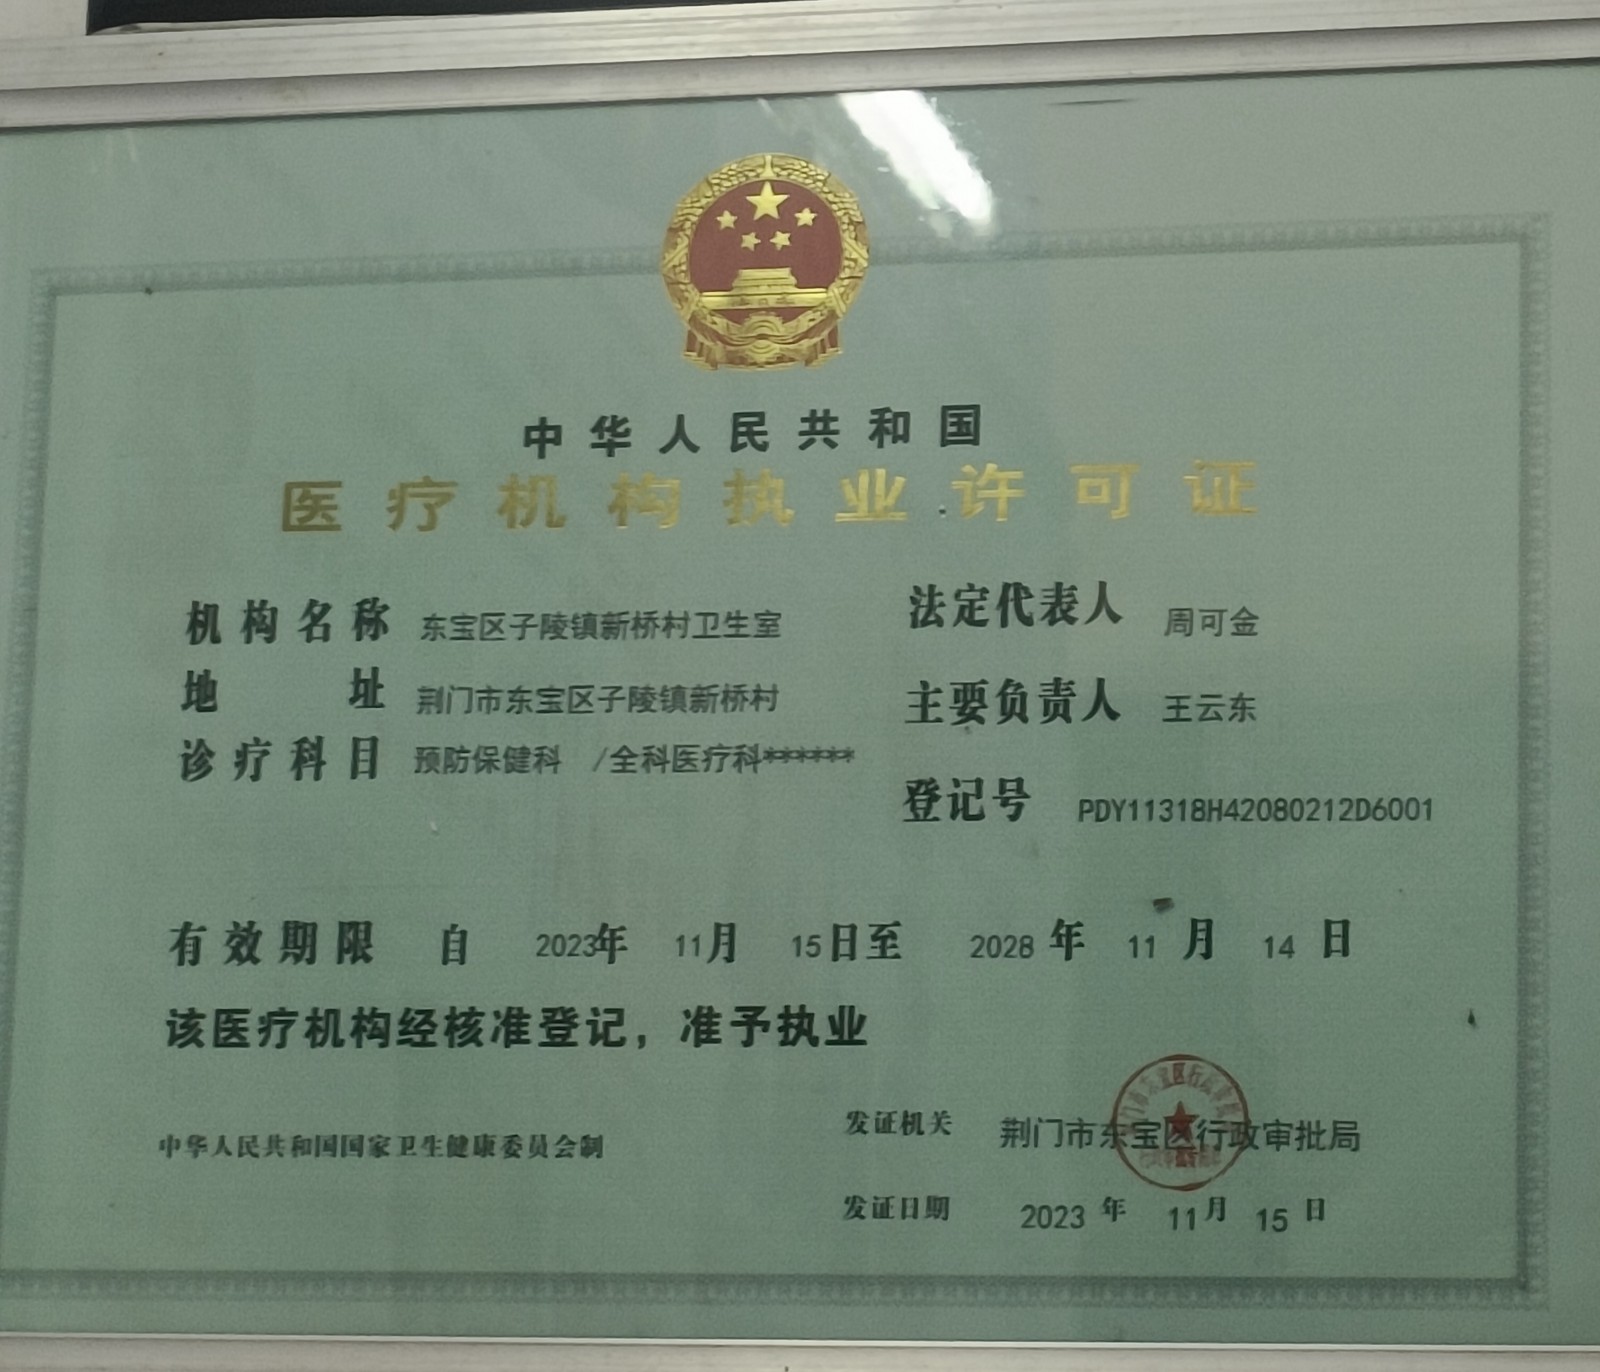 中华人民共和国
医疗机构执业许可证
机构名称 东宝区子陵镇新桥村卫生室
地址 荆门市东宝区子陵镇新桥村
诊疗科目 预防保健科 /全科医疗科******
法定代表人 周可金
主要负责人 王云东
登记号 PDY11318H42080212D6001
有效期限 自 2023年 11月 15日至 2028年 11月 14日
该医疗机构经核准登记，准予执业
中华人民共和国国家卫生健康委员会制
发证机关 荆门市东宝区行政审批局
发证日期 2023年 11月 15日